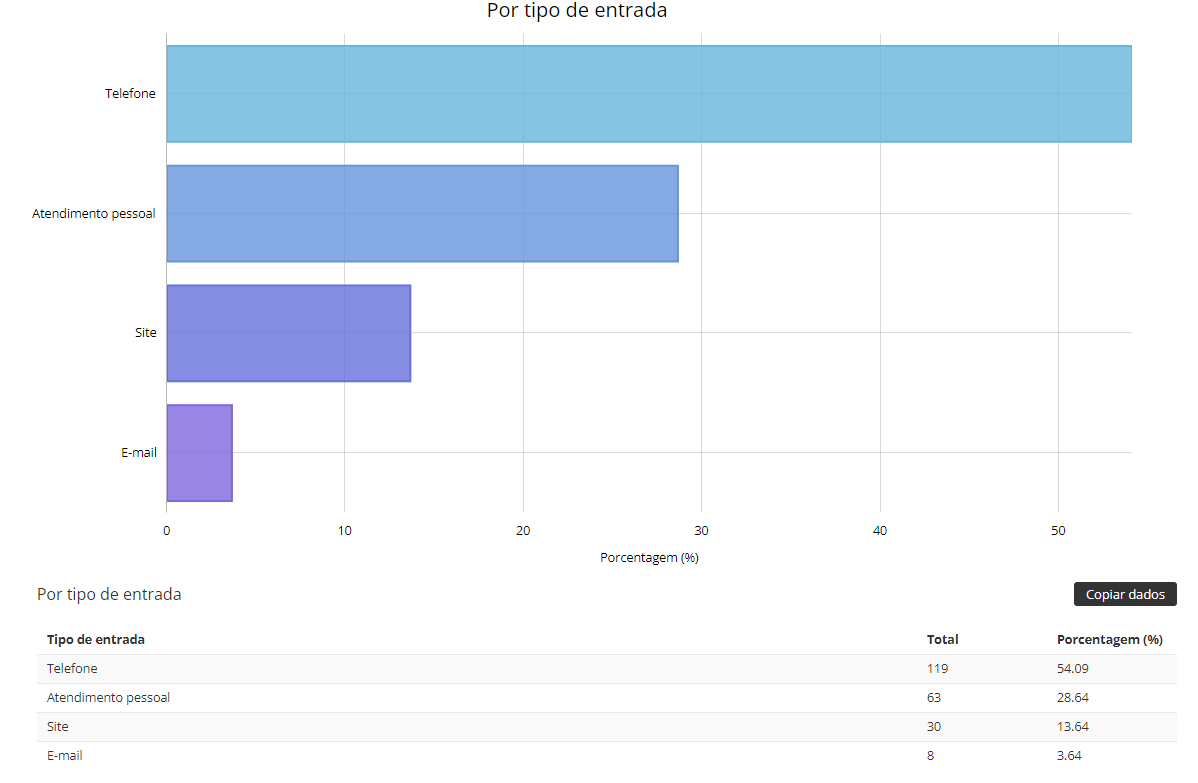 Por tipo de entrada
Telefone
Atendimento pessoal
Site
E-mail
0 10 20 30 40 50
Porcentagem (%)
Por tipo de entrada Copiar dados
Tipo de entrada Total Porcentagem (%)
Telefone 119 54.09
Atendimento pessoal 63 28.64
Site 30 13.64
E-mail 8 3.64